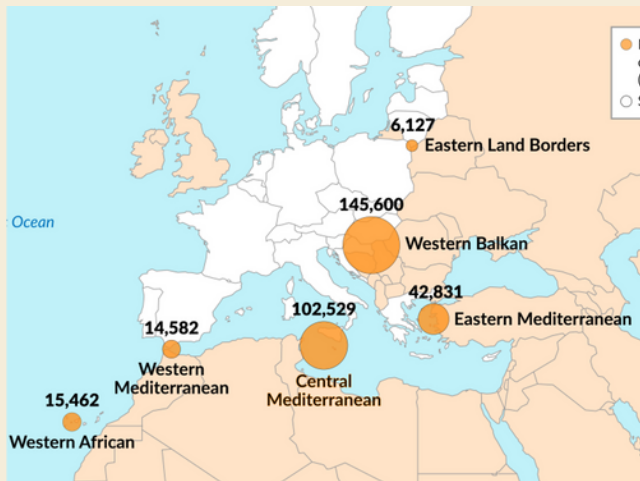 6,127
Eastern Land Borders
145,600
Western Balkan
Ocean
42,831
Eastern Mediterranean
102,529
Central
Mediterranean
14,582
Western
Mediterranean
15,462
Western African